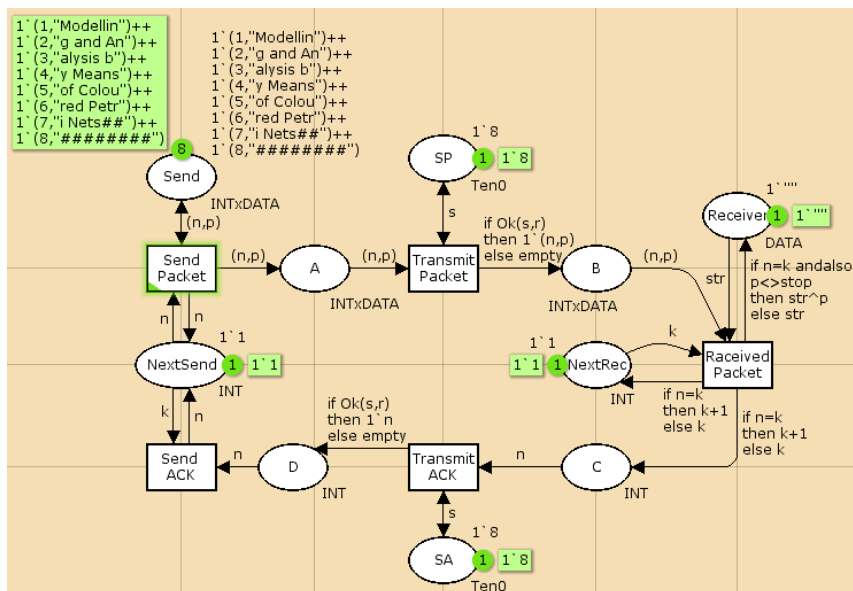 1`(1,"Modellin")++
1`(2,"g and An")++
1`(3,"alysis b")++
1`(4,"y Means")++
1`(5,"of Colou")++
1`(6,"red Petr")++
1`(7,"i Nets##")++
1`(8,"########")
1`(1,"Modellin")++
1`(2,"g and An")++
1`(3,"alysis b")++
1`(4,"y Means")++
1`(5,"of Colou")++
1`(6,"red Petr")++
1`(7,"i Nets##")++
1`(8,"########")
8
Send
INTxDATA
(n,p)
1`8
SP
1
1`8
Ten0
s
1`""
Receiver
1
1`""
DATA
Send
Packet
(n,p)
A
INTxDATA
(n,p)
Transmit
Packet
if Ok(s,r)
then 1`(n,p)
else empty
B
INTxDATA
(n,p)
str
if n=k andalso
p<>stop
then str^p
else str
n
n
1`1
NextSend
1
1`1
INT
1`1
1`1
1
NextRec
INT
k
Raceived
Packet
if n=k
then k+1
else k
if n=k
then k+1
else k
k
n
Send
ACK
n
D
INT
if Ok(s,r)
then 1`n
else empty
Transmit
ACK
n
C
INT
s
1`8
SA
1
1`8
Ten0